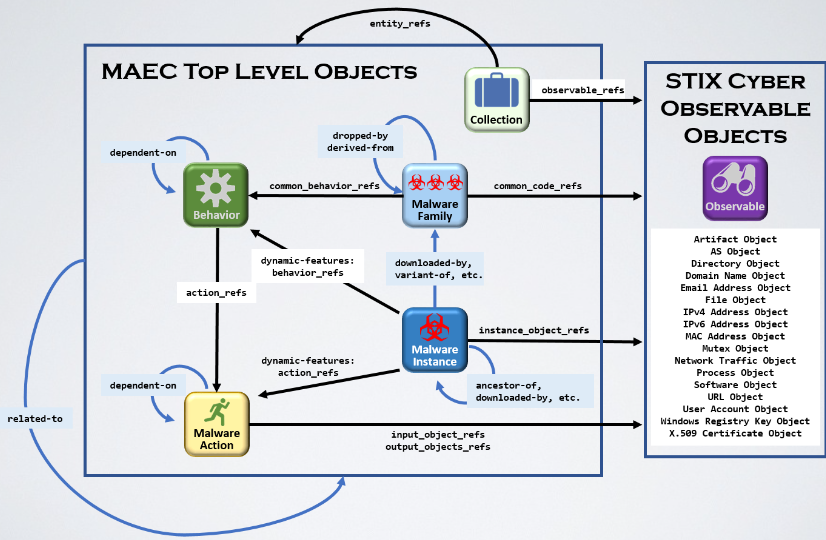 entity_refs
MAEC Top Level Objects
STIX Cyber
Observable
Objects
observable_refs
Collection
dropped-by
derived-from
dependent-on
common_behavior_refs
common_code_refs
Behavior
Malware
Family
Observable
dynamic-features:
behavior_refs
downloaded-by,
variant-of, etc.
action_refs
instance_object_refs
Malware
Instance
dynamic-features:
action_refs
dependent-on
ancestor-of,
downloaded-by, etc.
related-to
Malware
Action
input_object_refs
output_objects_refs
Artifact Object
AS Object
Directory Object
Domain Name Object
Email Address Object
File Object
IPv4 Address Object
IPv6 Address Object
MAC Address Object
Mutex Object
Network Traffic Object
Process Object
Software Object
URL Object
User Account Object
Windows Registry Key Object
X.509 Certificate Object